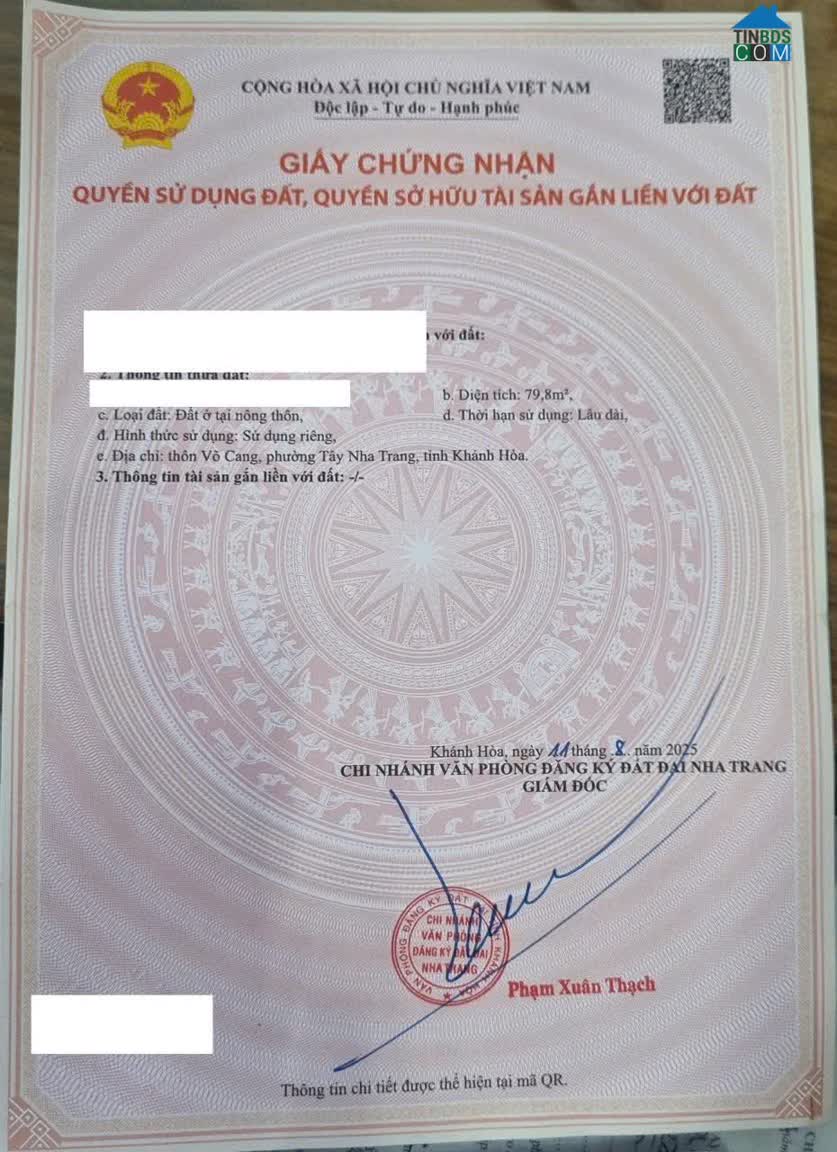 TINBDS
COM
CỘNG HÒA XÃ HỘI CHỦ NGHĨA VIỆT NAM
Độc lập - Tự do - Hạnh phúc
GIẤY CHỨNG NHẬN
QUYỀN SỬ DỤNG ĐẤT, QUYỀN SỞ HỮU TÀI SẢN GẮN LIỀN VỚI ĐẤT
với đất:
2. Thông tin thửa đất:
b. Diện tích: 79,8m²,
c. Loại đất: Đất ở tại nông thôn,
d. Thời hạn sử dụng: Lâu dài,
đ. Hình thức sử dụng: Sử dụng riêng,
e. Địa chỉ: thôn Võ Cang, phường Tây Nha Trang, tỉnh Khánh Hòa.
3. Thông tin tài sản gắn liền với đất: -/-
Khánh Hòa, ngày 11 tháng .8.. năm 2025
CHI NHÁNH VĂN PHÒNG ĐĂNG KÝ ĐẤT ĐAI NHA TRANG
GIÁM ĐỐC
CHI NHÁNH
VĂN PHÒNG
ĐĂNG KÝ ĐẤT ĐAI
NHA TRANG
Phạm Xuân Thạch
Thông tin chi tiết được thể hiện tại mã QR.